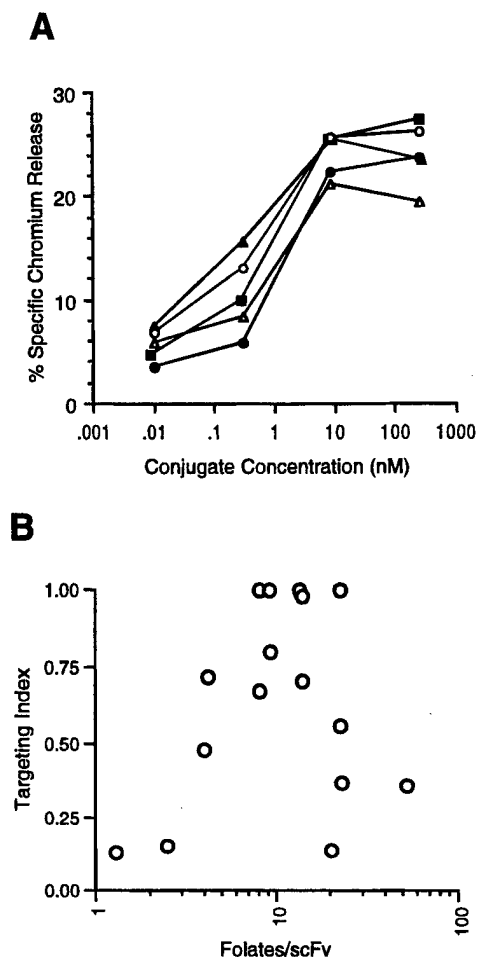 A
% Specific Chromium Release
30
20
10
0
.001 .01 .1 1 10 100 1000
Conjugate Concentration (nM)
B
Targeting Index
1.00
0.75
0.50
0.25
0.00
1 10 100
Folates/scFv